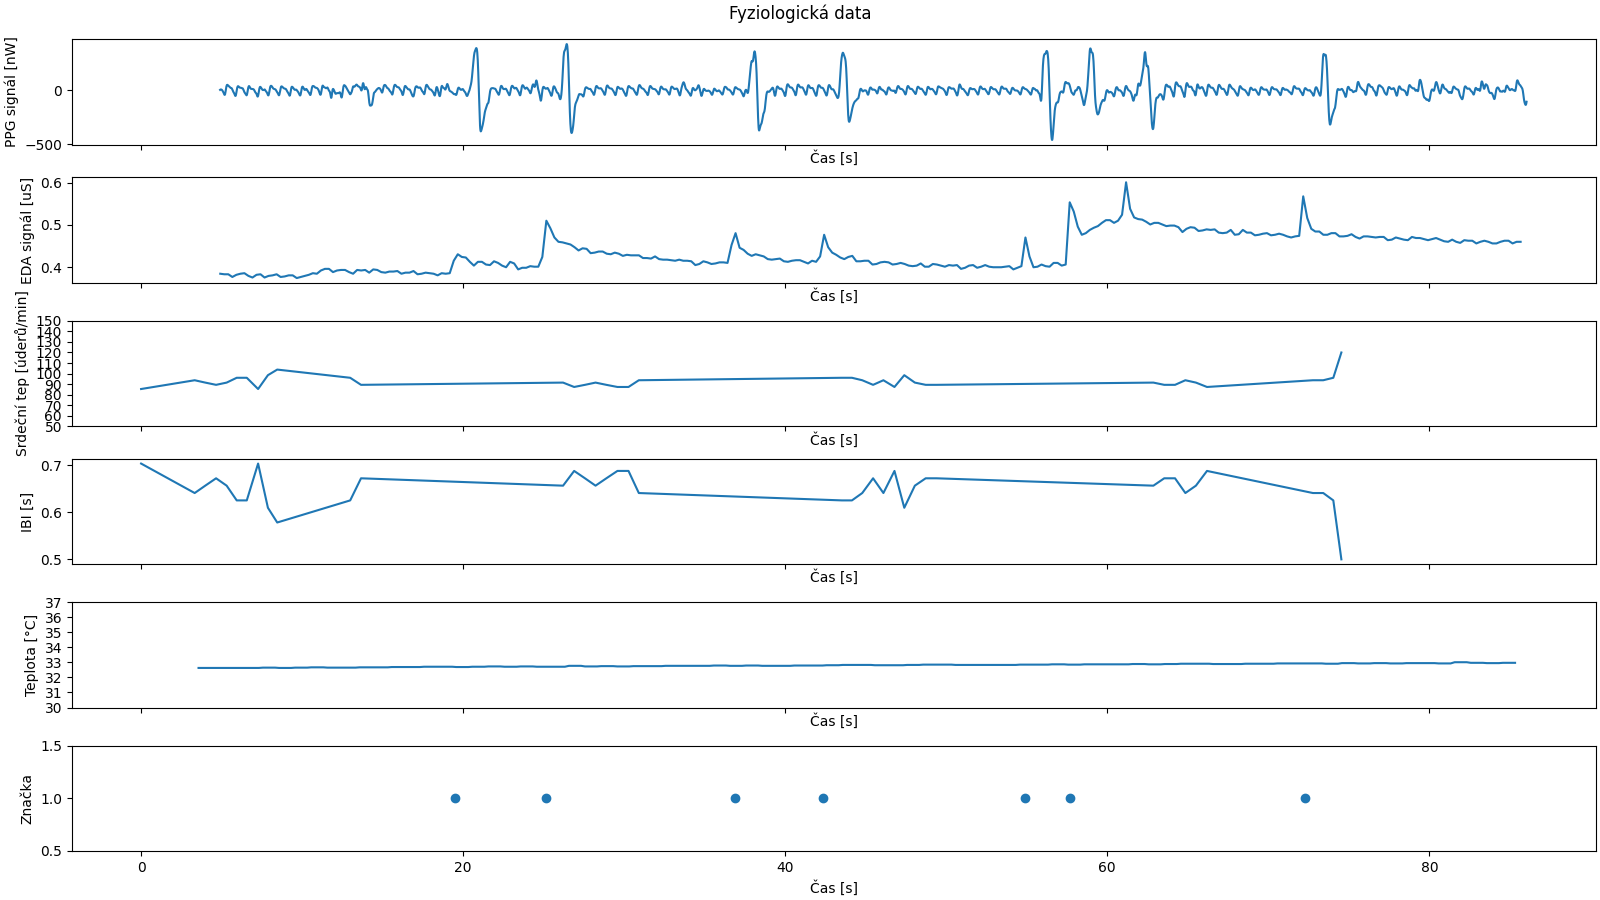 Fyziologická data
PPG signál [nW]
0
−500
Čas [s]
EDA signál [uS]
0.6
0.5
0.4
Čas [s]
Srdeční tep [úderů/min]
150
140
130
120
110
100
90
80
70
60
50
Čas [s]
IBI [s]
0.7
0.6
0.5
Čas [s]
Teplota [°C]
37
36
35
34
33
32
31
30
Čas [s]
Značka
1.5
1.0
0.5
0 20 40 60 80
Čas [s]